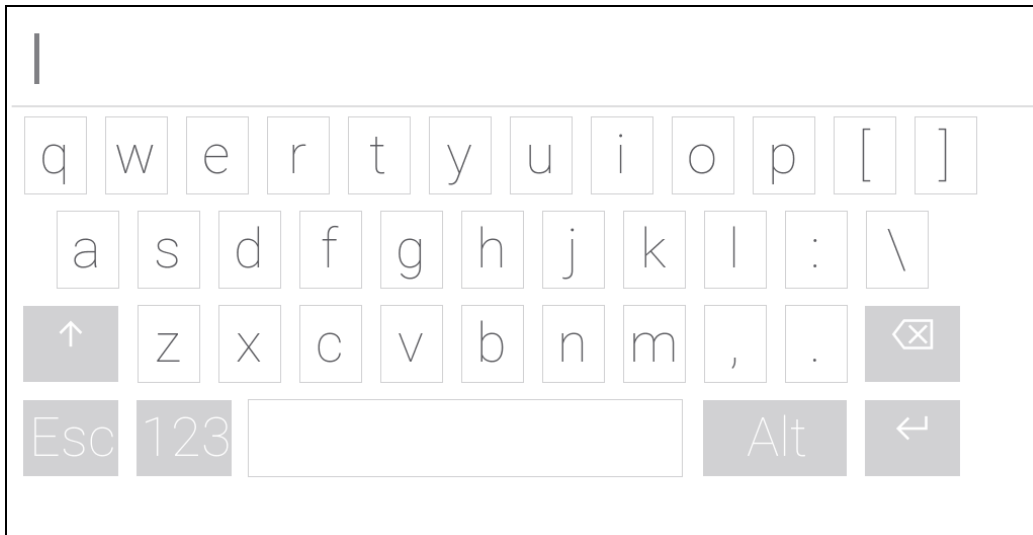 q w e r t y u i o p [ ]
a s d f g h j k l : \
↑ z x c v b n m , . ⌫
Esc 123 Alt ↵